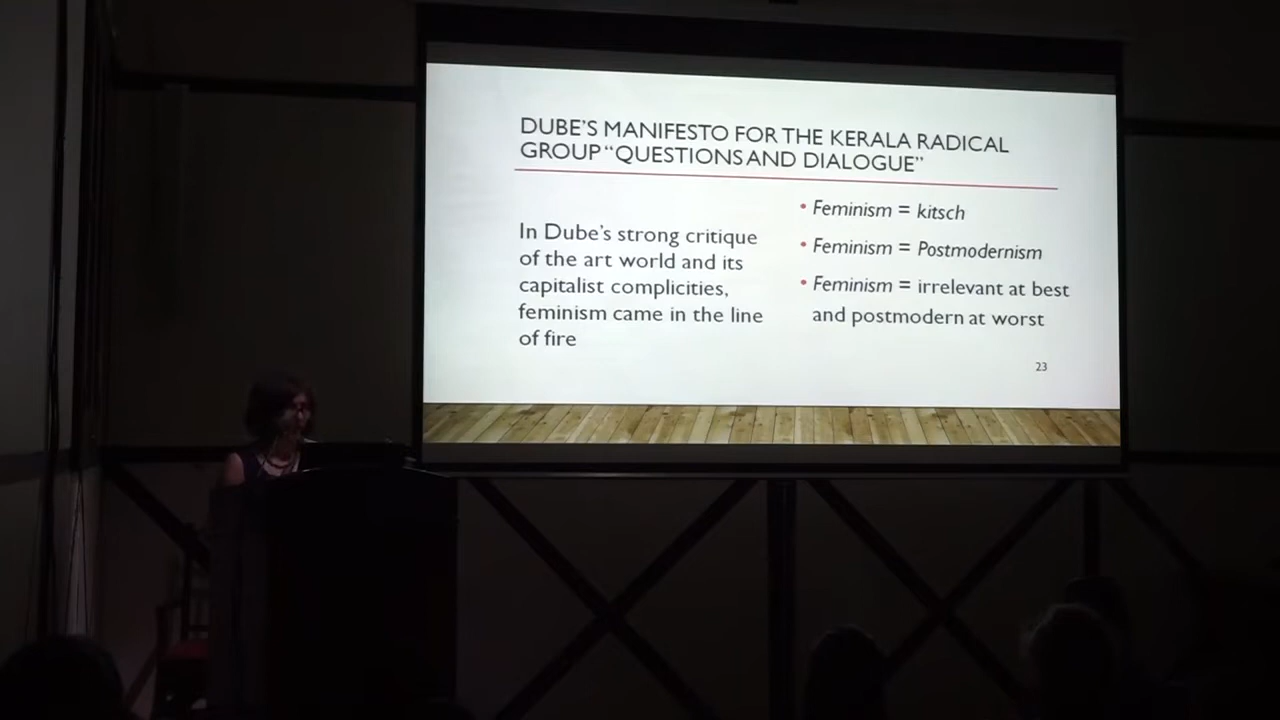 DUBE'S MANIFESTO FOR THE KERALA RADICAL
GROUP “QUESTIONS AND DIALOGUE”
In Dube's strong critique
of the art world and its
capitalist complicities,
feminism came in the line
of fire
• Feminism = kitsch
• Feminism = Postmodernism
• Feminism = irrelevant at best
and postmodern at worst
23